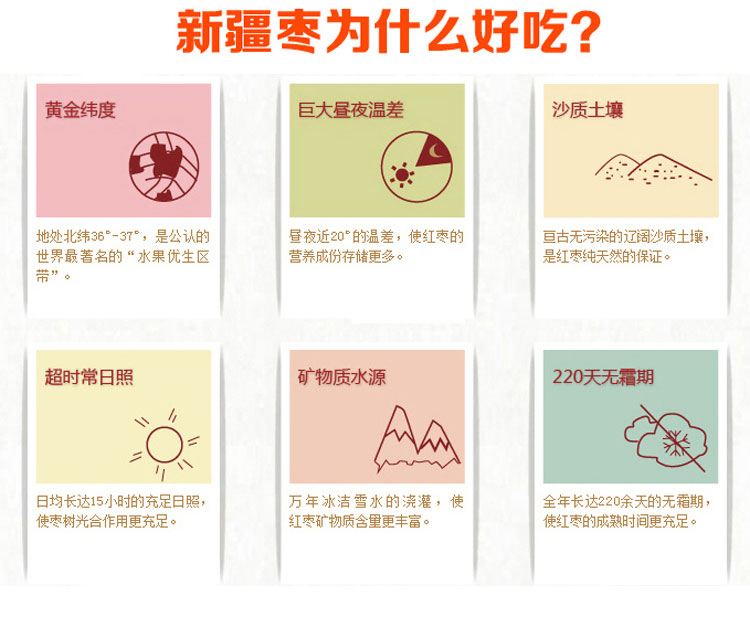 新疆枣为什么好吃?
黄金纬度
地处北纬36°-37°，是公认的
世界最著名的“水果优生区
带”。
巨大昼夜温差
昼夜近20°的温差，使红枣的
营养成份存储更多。
沙质土壤
亘古无污染的辽阔沙质土壤，
是红枣纯天然的保证。
超时常日照
日均长达15小时的充足日照，
使枣树光合作用更充足。
矿物质水源
万年冰洁雪水的浇灌，使
红枣矿物质含量更丰富。
220天无霜期
全年长达220余天的无霜期，
使红枣的成熟时间更充足。